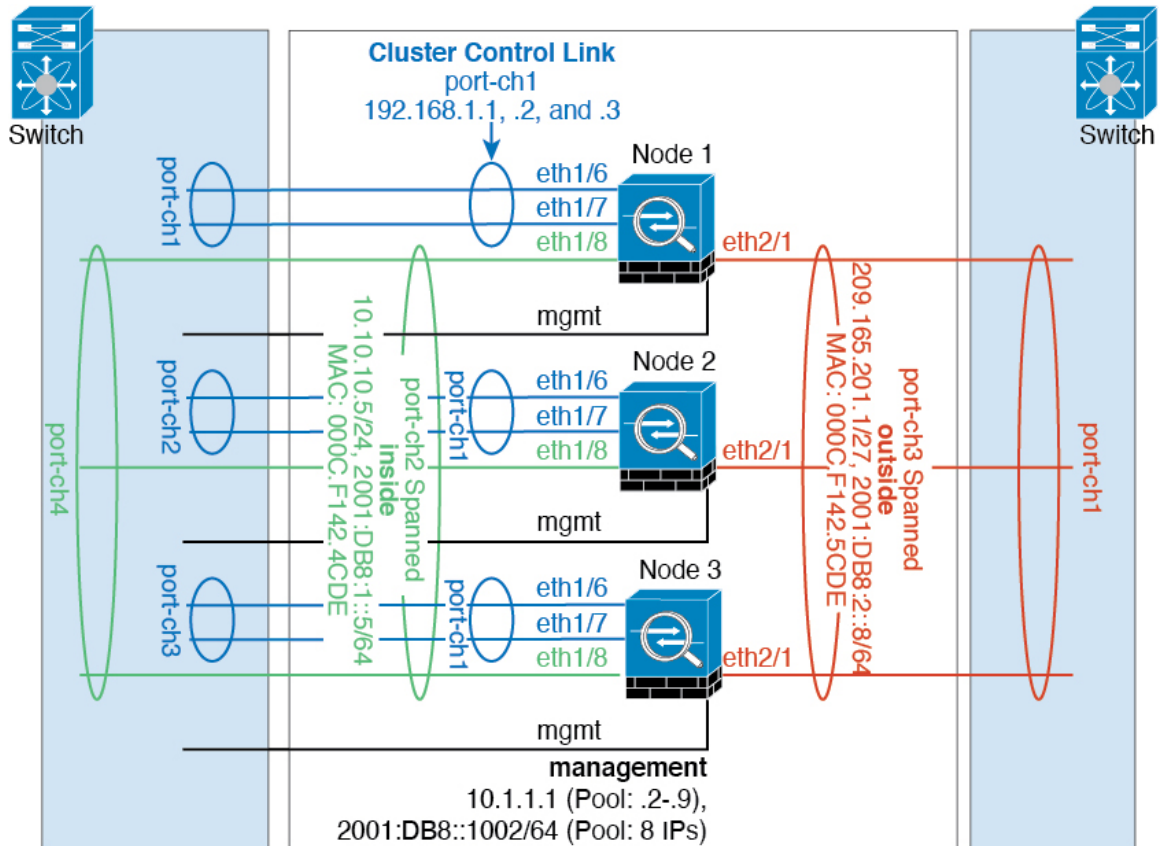 Cluster Control Link
port-ch1
192.168.1.1, .2, and .3
Switch
Switch
Node 1
eth1/6
eth1/7
eth1/8
eth2/1
port-ch1
mgmt
Node 2
eth1/6
eth1/7
eth1/8
eth2/1
port-ch2
port-ch1
mgmt
Node 3
eth1/6
eth1/7
eth1/8
eth2/1
port-ch3
port-ch1
mgmt
port-ch4
port-ch2 Spanned
inside
10.10.10.5/24, 2001:DB8:1::5/64
MAC: 000C.F142.4CDE
port-ch3 Spanned
outside
209.165.201.1/27, 2001:DB8:2::8/64
MAC: 000C.F142.5CDE
port-ch1
management
10.1.1.1 (Pool: .2-.9),
2001:DB8::1002/64 (Pool: 8 IPs)